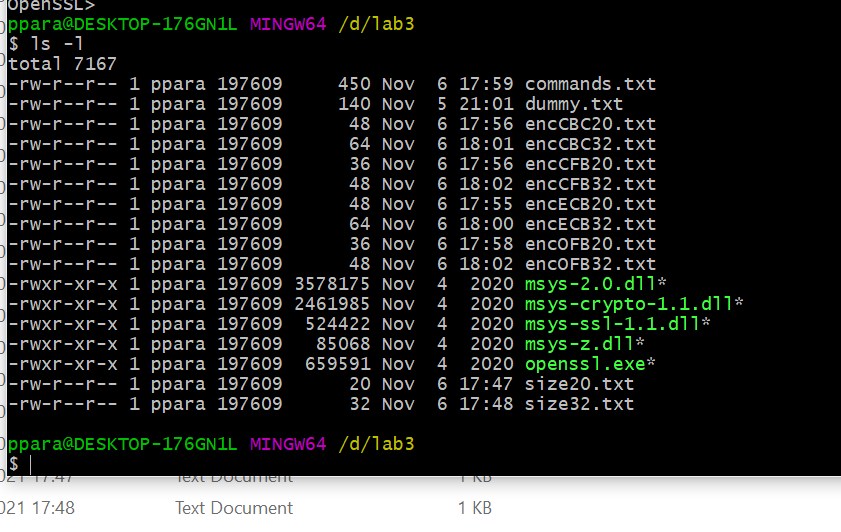 OpenSSL>
ppara@DESKTOP-176GN1L MINGW64 /d/lab3
$ ls -l
total 7167
-rw-r--r-- 1 ppara 197609     450 Nov  6 17:59 commands.txt
-rw-r--r-- 1 ppara 197609     140 Nov  5 21:01 dummy.txt
-rw-r--r-- 1 ppara 197609      48 Nov  6 17:56 encCBC20.txt
-rw-r--r-- 1 ppara 197609      64 Nov  6 18:01 encCBC32.txt
-rw-r--r-- 1 ppara 197609      36 Nov  6 17:56 encCFB20.txt
-rw-r--r-- 1 ppara 197609      48 Nov  6 18:02 encCFB32.txt
-rw-r--r-- 1 ppara 197609      48 Nov  6 17:55 encECB20.txt
-rw-r--r-- 1 ppara 197609      64 Nov  6 18:00 encECB32.txt
-rw-r--r-- 1 ppara 197609      36 Nov  6 17:58 encOFB20.txt
-rw-r--r-- 1 ppara 197609      48 Nov  6 18:02 encOFB32.txt
-rwxr-xr-x 1 ppara 197609 3578175 Nov  4  2020 msys-2.0.dll*
-rwxr-xr-x 1 ppara 197609 2461985 Nov  4  2020 msys-crypto-1.1.dll*
-rwxr-xr-x 1 ppara 197609  524422 Nov  4  2020 msys-ssl-1.1.dll*
-rwxr-xr-x 1 ppara 197609   85068 Nov  4  2020 msys-z.dll*
-rwxr-xr-x 1 ppara 197609  659591 Nov  4  2020 openssl.exe*
-rw-r--r-- 1 ppara 197609      20 Nov  6 17:47 size20.txt
-rw-r--r-- 1 ppara 197609      32 Nov  6 17:48 size32.txt
ppara@DESKTOP-176GN1L MINGW64 /d/lab3
$
021 17:47 Text Document 1 KB
021 17:48 Text Document 1 KB